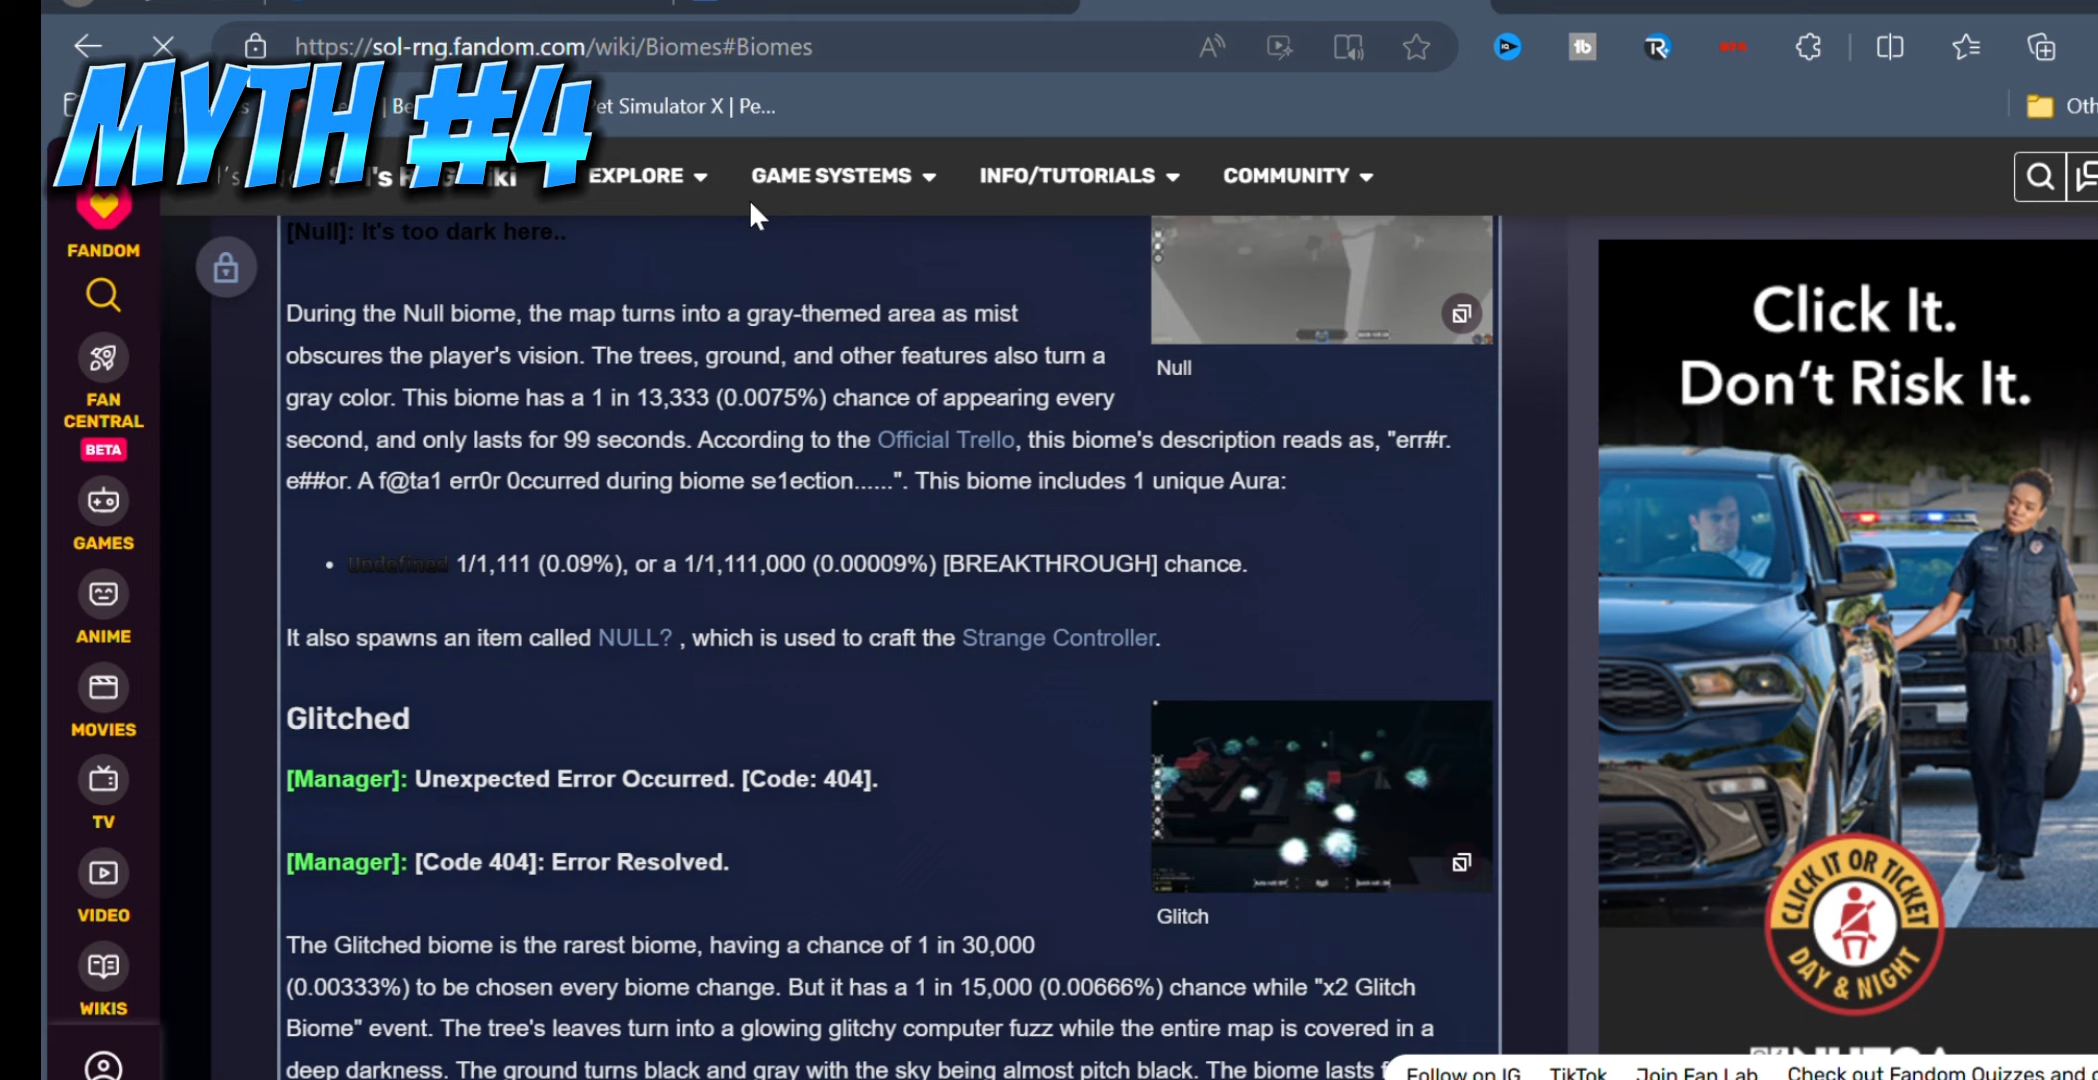 https://sol-rng.fandom.com/wiki/Biomes#Biomes
MYTH #4
et Simulator X | Pe...
EXPLORE
GAME SYSTEMS
INFO/TUTORIALS
COMMUNITY
FANDOM
FAN
CENTRAL
BETA
GAMES
ANIME
MOVIES
TV
VIDEO
WIKIS
[Null]: It's too dark here..
During the Null biome, the map turns into a gray-themed area as mist
obscures the player's vision. The trees, ground, and other features also turn a
gray color. This biome has a 1 in 13,333 (0.0075%) chance of appearing every
second, and only lasts for 99 seconds. According to the Official Trello, this biome's description reads as, "err#r.
e##or. A f@ta1 err0r 0ccurred during biome se1ection......". This biome includes 1 unique Aura:
Null
• Undefined 1/1,111 (0.09%), or a 1/1,111,000 (0.00009%) [BREAKTHROUGH] chance.
It also spawns an item called NULL? , which is used to craft the Strange Controller.
Glitched
[Manager]: Unexpected Error Occurred. [Code: 404].
[Manager]: [Code 404]: Error Resolved.
Glitch
The Glitched biome is the rarest biome, having a chance of 1 in 30,000
(0.00333%) to be chosen every biome change. But it has a 1 in 15,000 (0.00666%) chance while "x2 Glitch
Biome" event. The tree's leaves turn into a glowing glitchy computer fuzz while the entire map is covered in a
deep darkness. The ground turns black and gray with the sky being almost pitch black. The biome lasts f
Click It.
Don't Risk It.
CLICK IT OR TICKET
DAY & NIGHT
Follow on IG
TikTok
Join Fan Lab
Check out Fandom Quizzes and